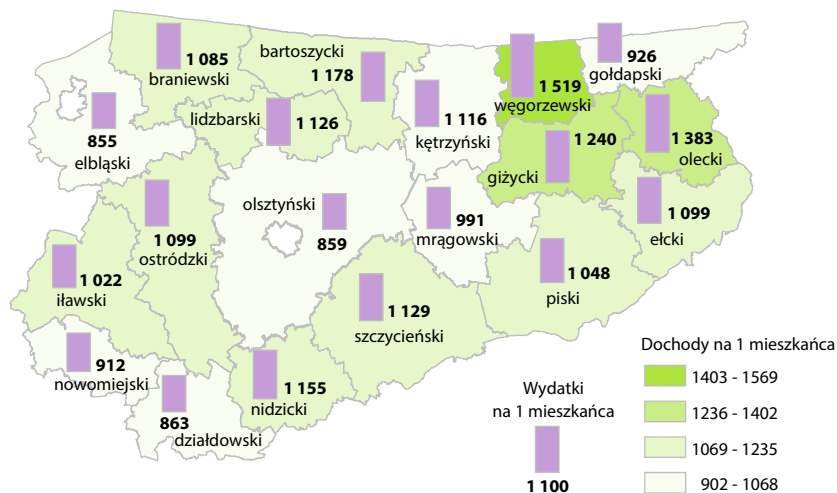 1 085
braniewski
bartoszycki
1 178
926
gołdapski
1 519
węgorzewski
855
elbląski
lidzbarski
1 126
1 116
kętrzyński
1 240
giżycki
1 383
olecki
olsztyński
859
991
mrągowski
1 099
ełcki
1 099
ostródzki
1 022
iławski
1 048
piski
1 129
szczycieński
912
nowomiejski
1 155
nidzicki
863
działdowski
Wydatki
na 1 mieszkańca
1 100
Dochody na 1 mieszkańca
1403 - 1569
1236 - 1402
1069 - 1235
902 - 1068